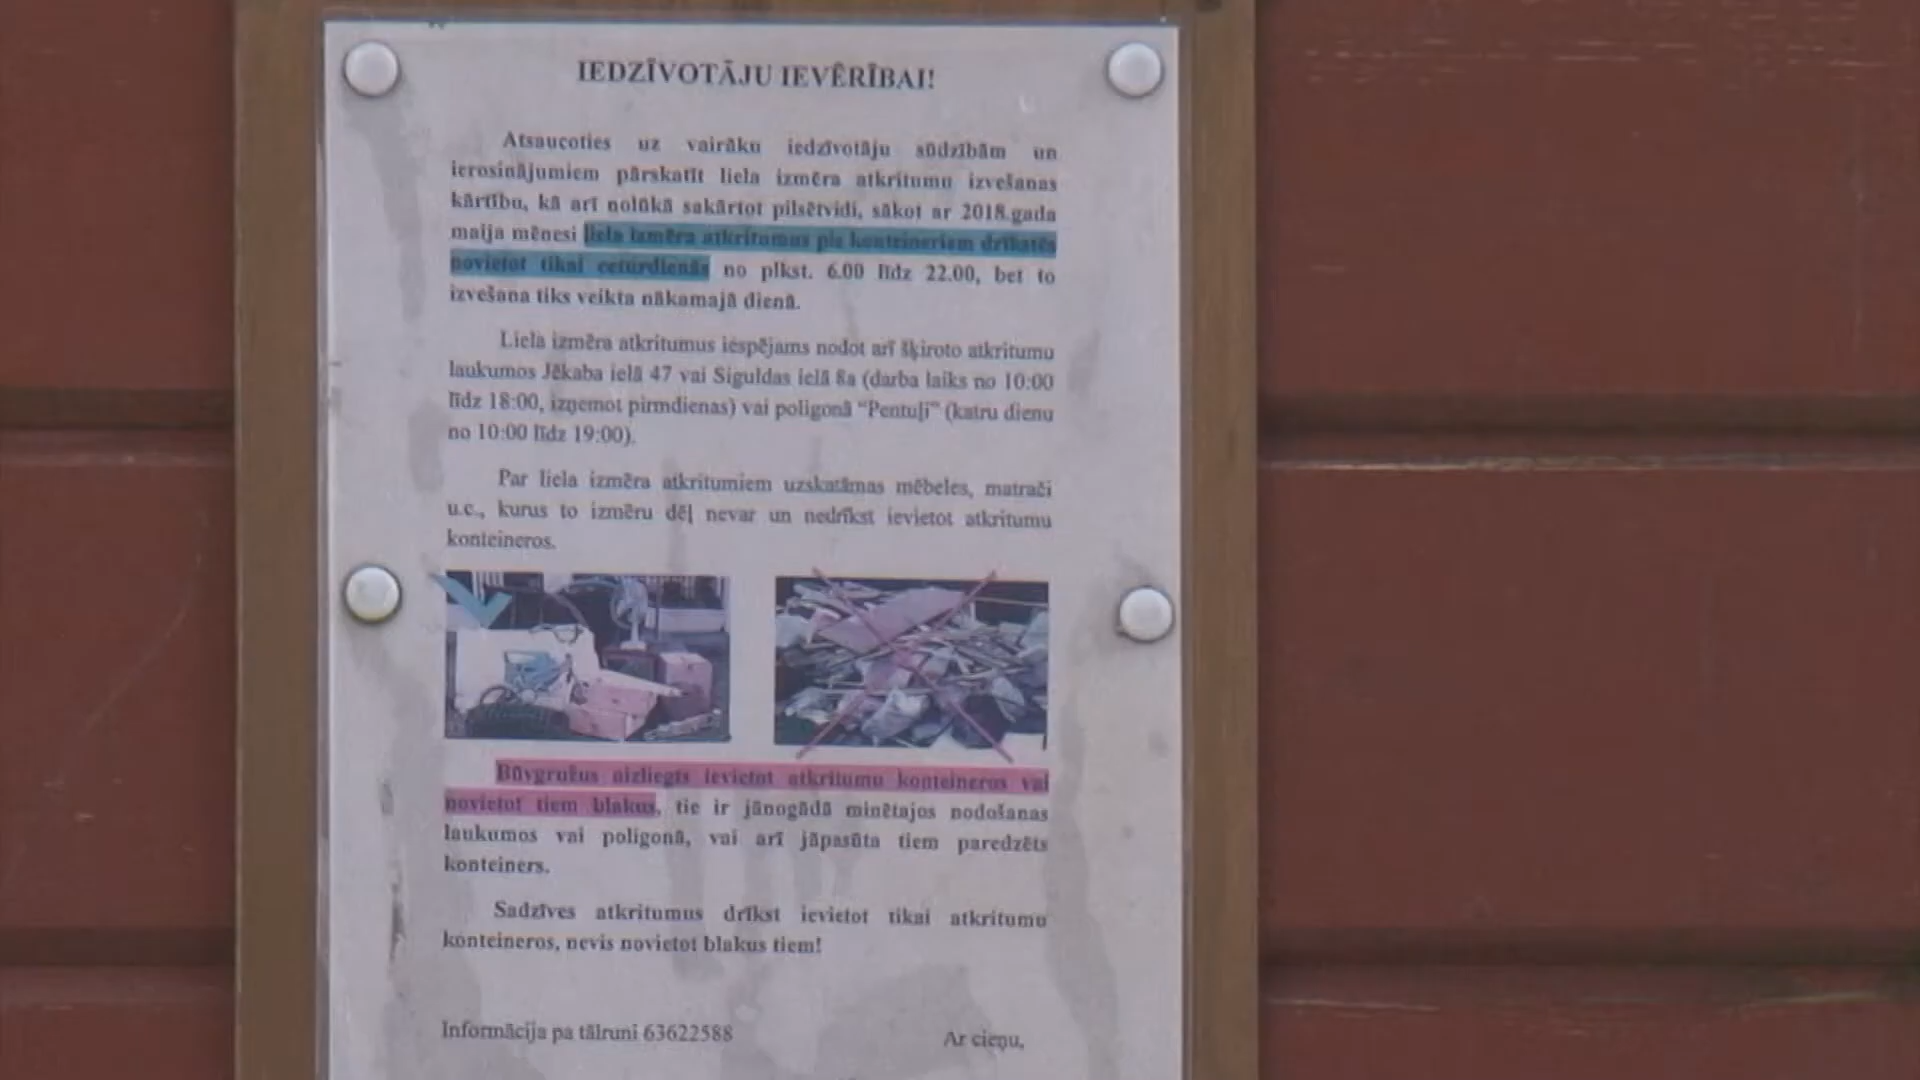 IEDZĪVOTĀJU IEVĒRĪBAI!
Atsaucoties uz vairāku iedzīvotāju sūdzībām un
ierosinājumiem pārskatīt liela izmēra atkritumu izvešanas
kārtību, kā arī nolūkā sakārtot pilsētvidi, sākot ar 2018.gada
maija mēnesi liela izmēra atkritumus pie konteineriem drīkstēs
novietot tikai ceturdienās no plkst. 6.00 līdz 22.00, bet to
izvešana tiks veikta nākamajā dienā.
Liela izmēra atkritumus iespējams nodot arī šķiroto atkritumu
laukumos Jēkaba ielā 47 vai Siguldas ielā 8a (darba laiks no 10:00
līdz 18:00, izņemot pirmdienas) vai poligonā “Pentuļi” (katru dienu
no 10:00 līdz 19:00).
Par liela izmēra atkritumiem uzskatāmas mēbeles, matrači
u.c., kurus to izmēru dēļ nevar un nedrīkst ievietot atkritumu
konteineros.
Būvgružus aizliegts ievietot atkritumu konteineros vai
novietot tiem blakus, tie ir jānogādā minētajos nodošanas
laukumos vai poligonā, vai arī jāpasūta tiem paredzēts
konteiners.
Sadzīves atkritumus drīkst ievietot tikai atkritumu
konteineros, nevis novietot blakus tiem!
Informācija pa tālruni 63622588
Ar cieņu,